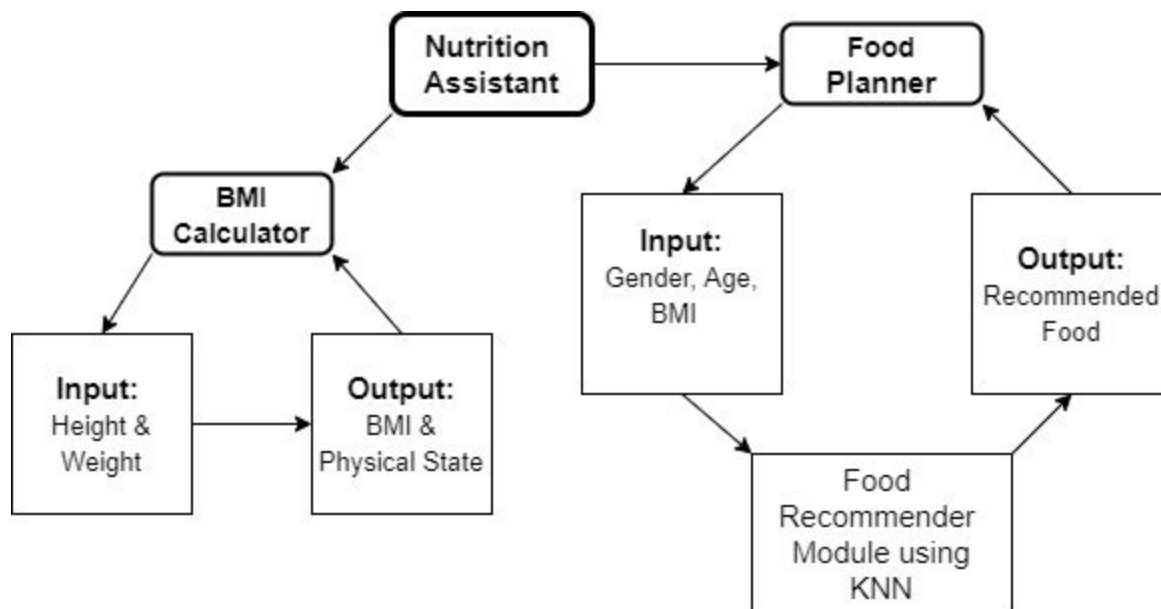 Nutrition
Assistant
Food
Planner
BMI
Calculator
Input:
Height &
Weight
Output:
BMI &
Physical State
Input:
Gender, Age,
BMI
Output:
Recommended
Food
Food
Recommender
Module using
KNN